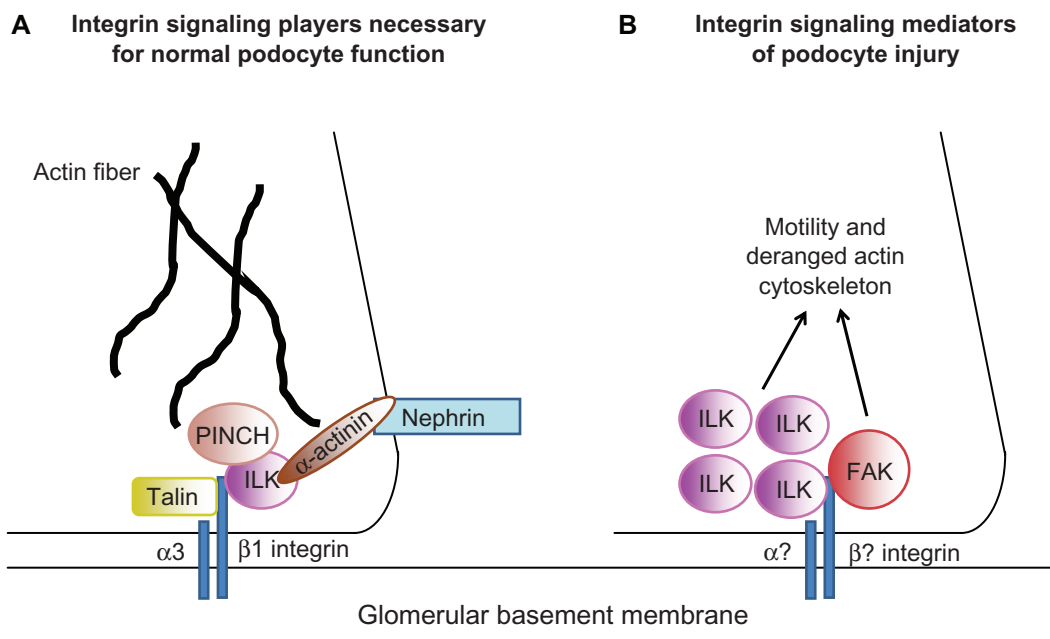 A
Integrin signaling players necessary
for normal podocyte function
Actin fiber
PINCH
α-actinin
Nephrin
ILK
Talin
α3
β1 integrin
B
Integrin signaling mediators
of podocyte injury
Motility and
deranged actin
cytoskeleton
ILK
ILK
ILK
ILK
FAK
α?
β? integrin
Glomerular basement membrane